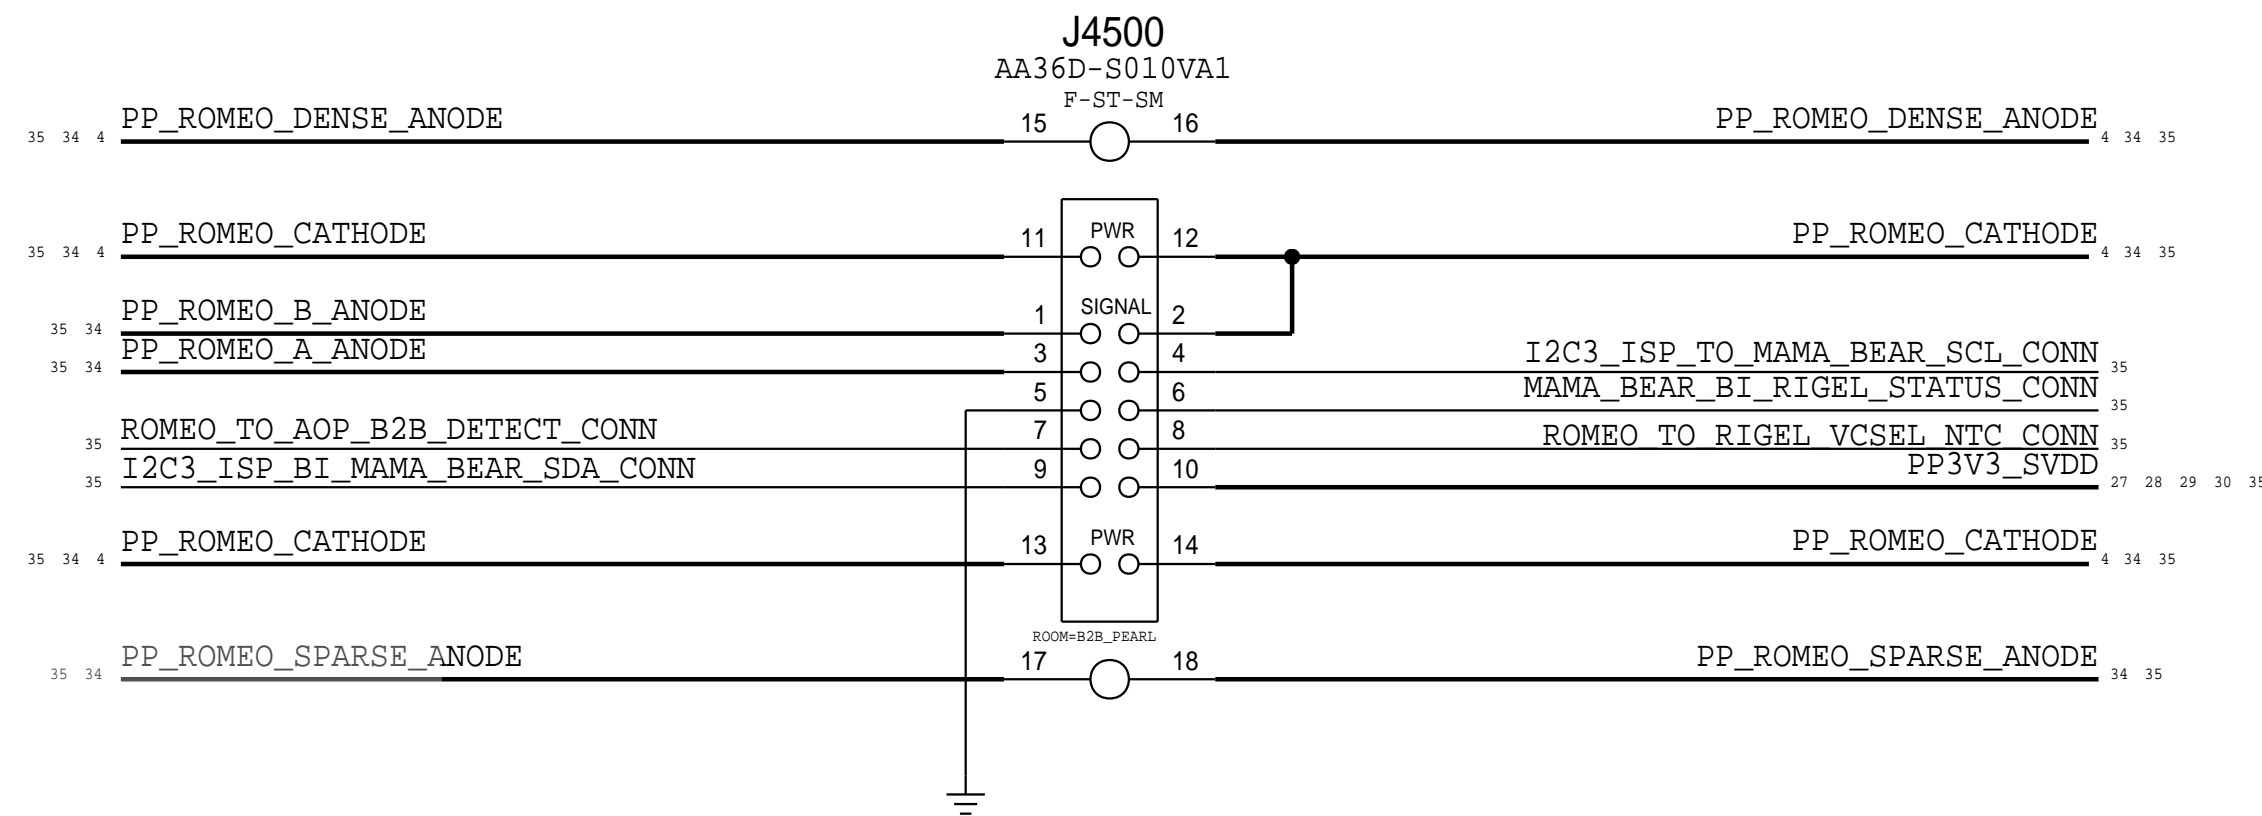 J4500
AA36D-S010VA1
F-ST-SM
35 34 4 PP_ROMEO_DENSE_ANODE 15 16 PP_ROMEO_DENSE_ANODE 4 34 35
35 34 4 PP_ROMEO_CATHODE 11 PWR 12 PP_ROMEO_CATHODE 4 34 35
35 34 PP_ROMEO_B_ANODE 1 SIGNAL 2
35 34 PP_ROMEO_A_ANODE 3 4 I2C3_ISP_TO_MAMA_BEAR_SCL_CONN 35
5 6 MAMA_BEAR_BI_RIGEL_STATUS_CONN 35
35 ROMEO_TO_AOP_B2B_DETECT_CONN 7 8 ROMEO_TO_RIGEL_VCSEL_NTC_CONN 35
35 I2C3_ISP_BI_MAMA_BEAR_SDA_CONN 9 10 PP3V3_SVDD 27 28 29 30 35
35 34 4 PP_ROMEO_CATHODE 13 PWR 14 PP_ROMEO_CATHODE 4 34 35
ROOM=B2B_PEARL
35 34 PP_ROMEO_SPARSE_ANODE 17 18 PP_ROMEO_SPARSE_ANODE 34 35